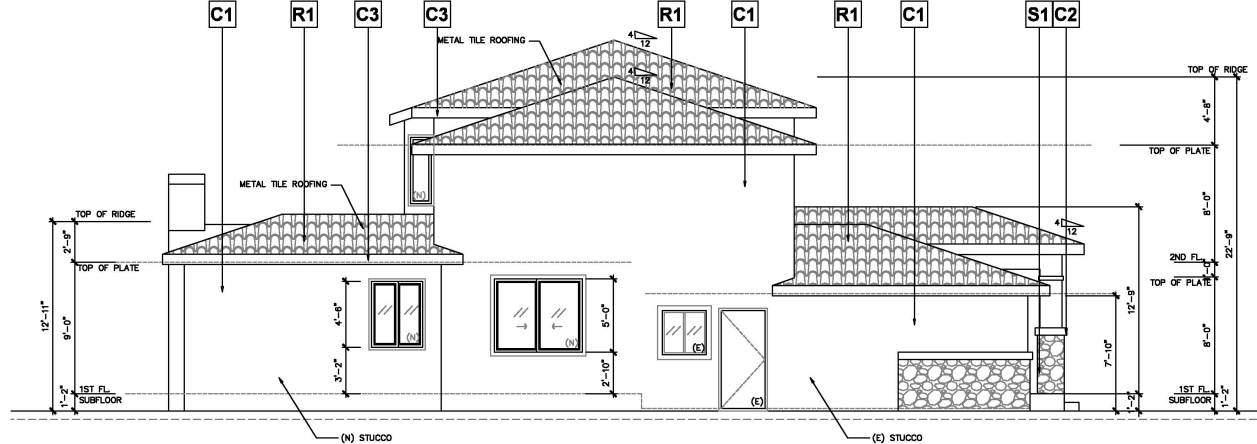 C1
R1
C3
C3
R1
C1
R1
C1
S1
C2
METAL TILE ROOFING
4
12
4
12
TOP OF RIDGE
4'-8"
TOP OF PLATE
(N)
METAL TILE ROOFING
TOP OF RIDGE
2'-9"
TOP OF PLATE
12'-11"
9'-0"
4'-6"
3'-2"
(N)
(N)
5'-0"
2'-10"
(E)
(E)
4
12
8'-0"
22'-9"
2ND FL.
TOP OF PLATE
12'-9"
8'-0"
7'-10"
1ST FL.
SUBFLOOR
1'-2"
1'-2"
1ST FL.
SUBFLOOR
1'-2"
(N) STUCCO
(E) STUCCO